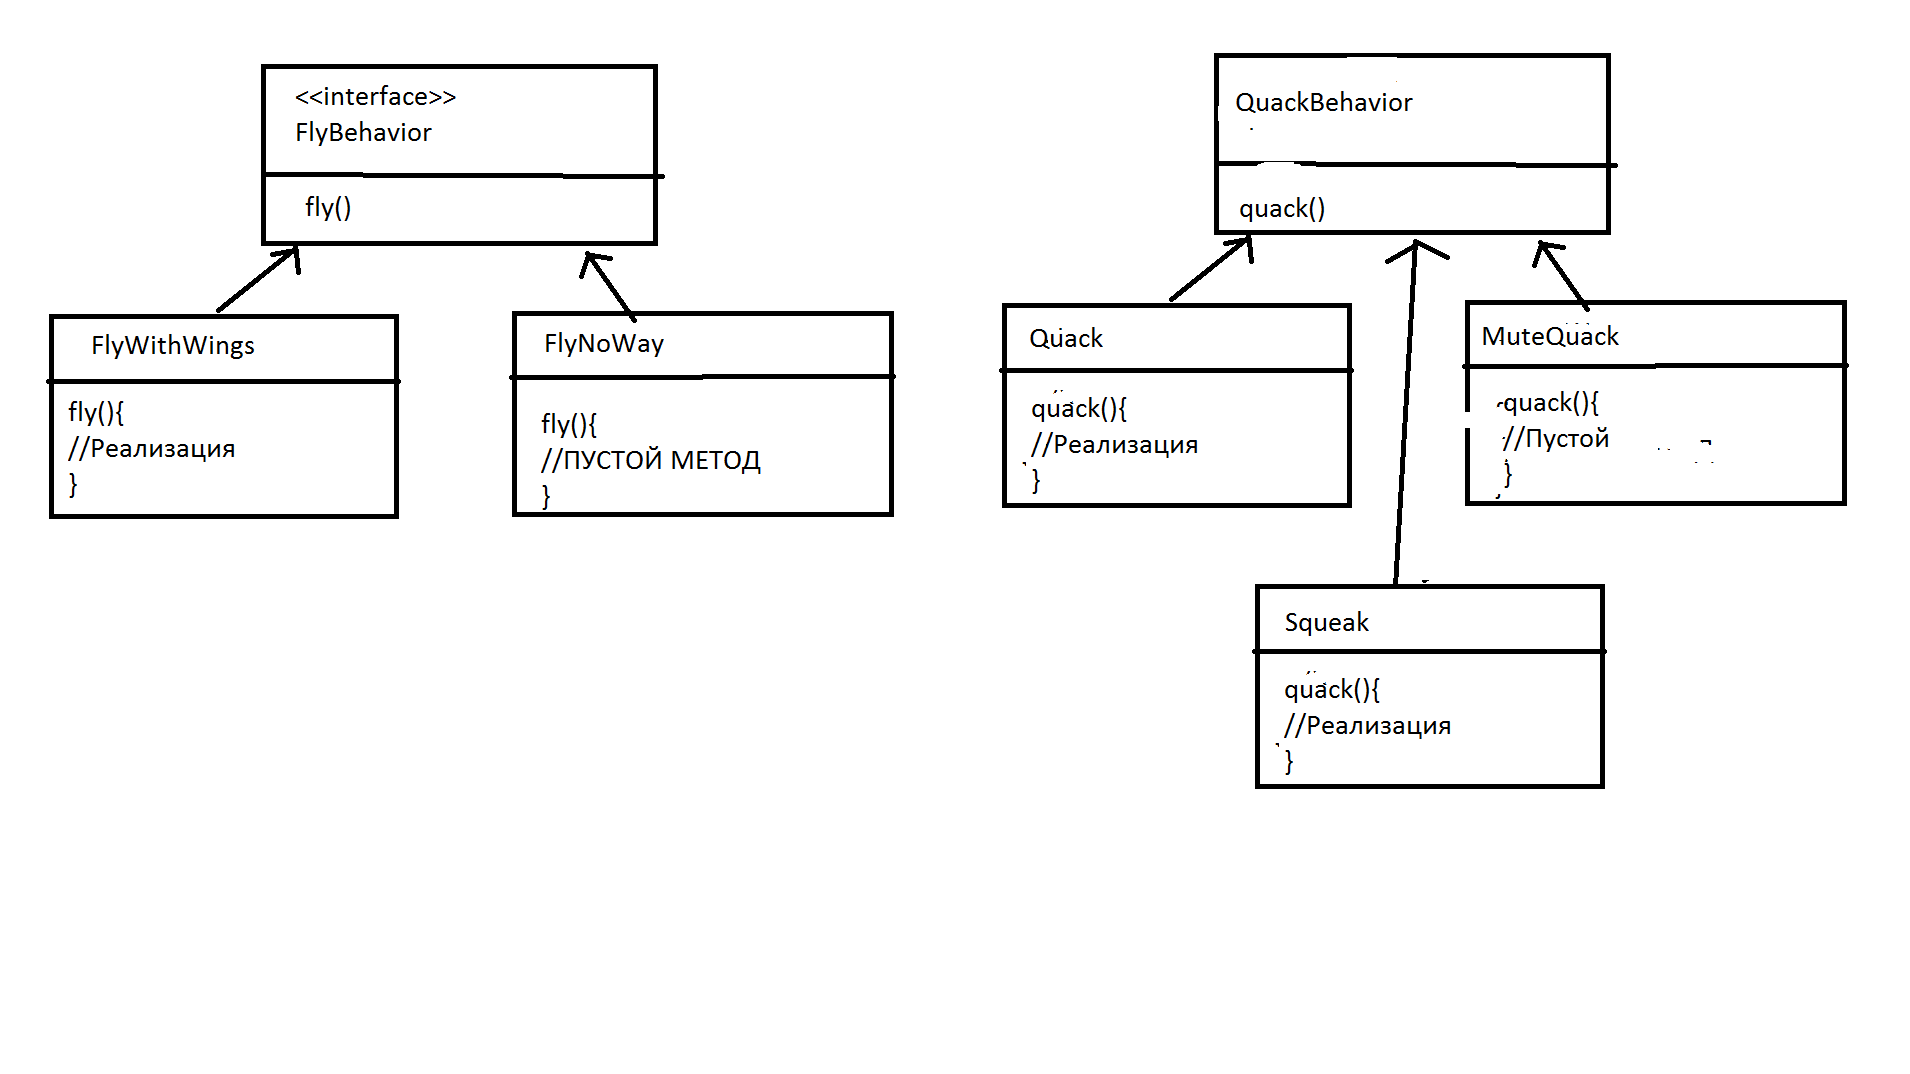 <<interface>>
FlyBehavior
fly()
FlyWithWings
fly(){
//Реализация
}
FlyNoWay
fly(){
//ПУСТОЙ МЕТОД
}
QuackBehavior
quack()
Quack
quack(){
//Реализация
}
MuteQuack
quack(){
//Пустой
}
Squeak
quack(){
//Реализация
}